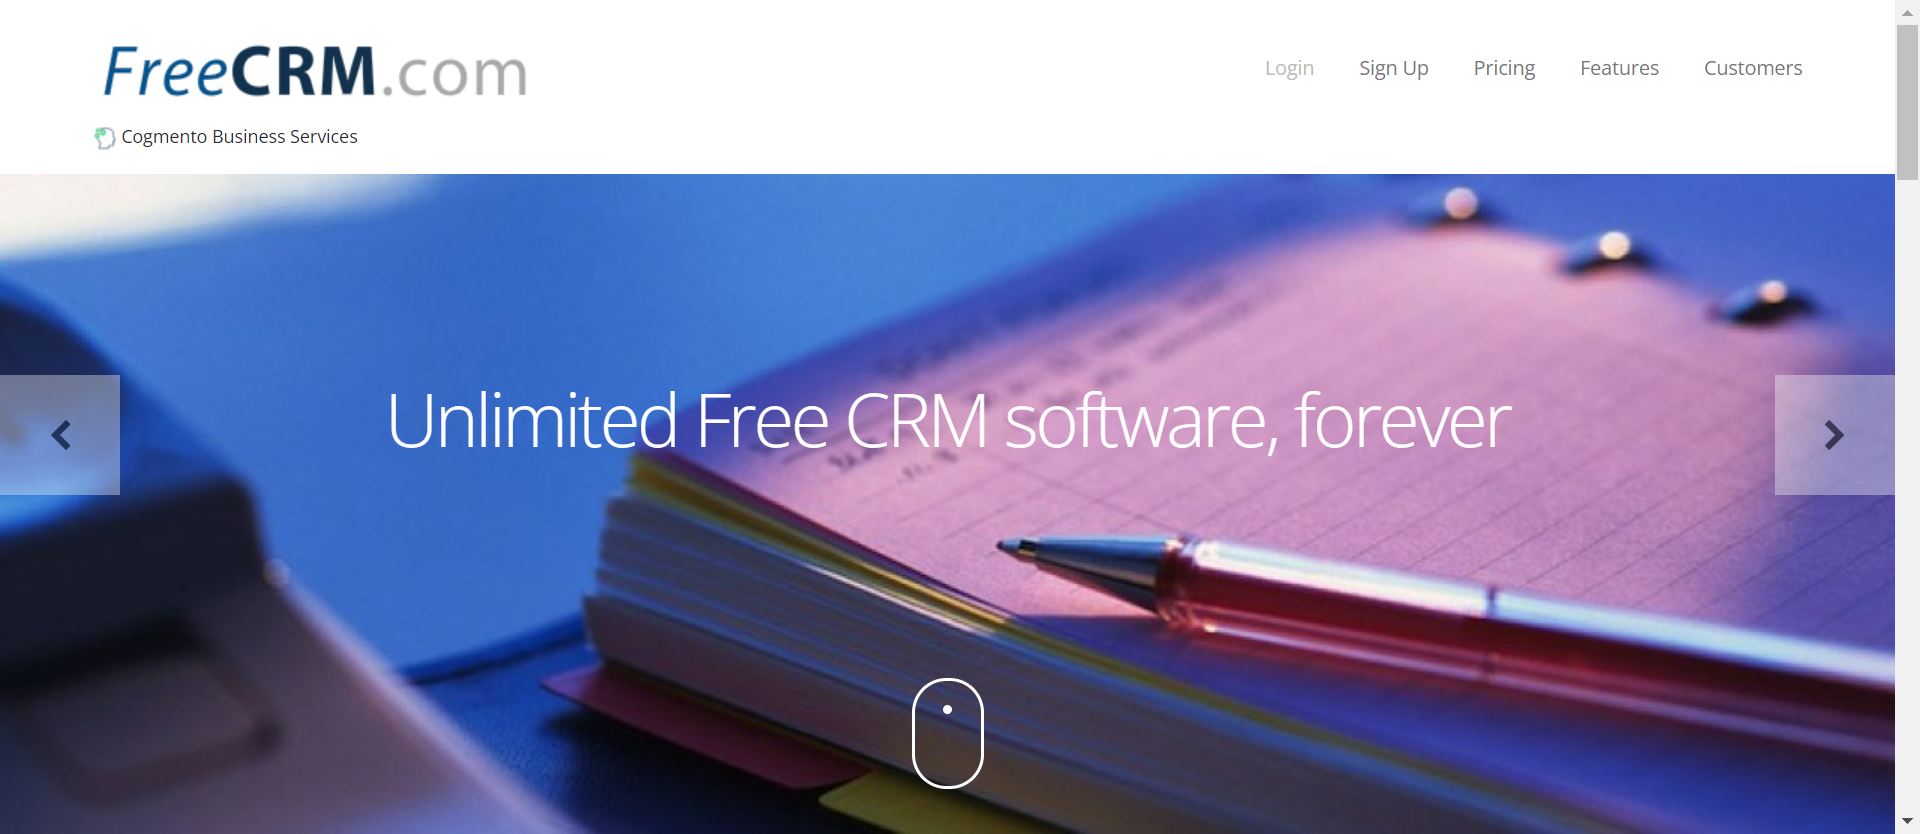 FreeCRM.com
Login Sign Up Pricing Features Customers
Cogmento Business Services
Unlimited Free CRM software, forever